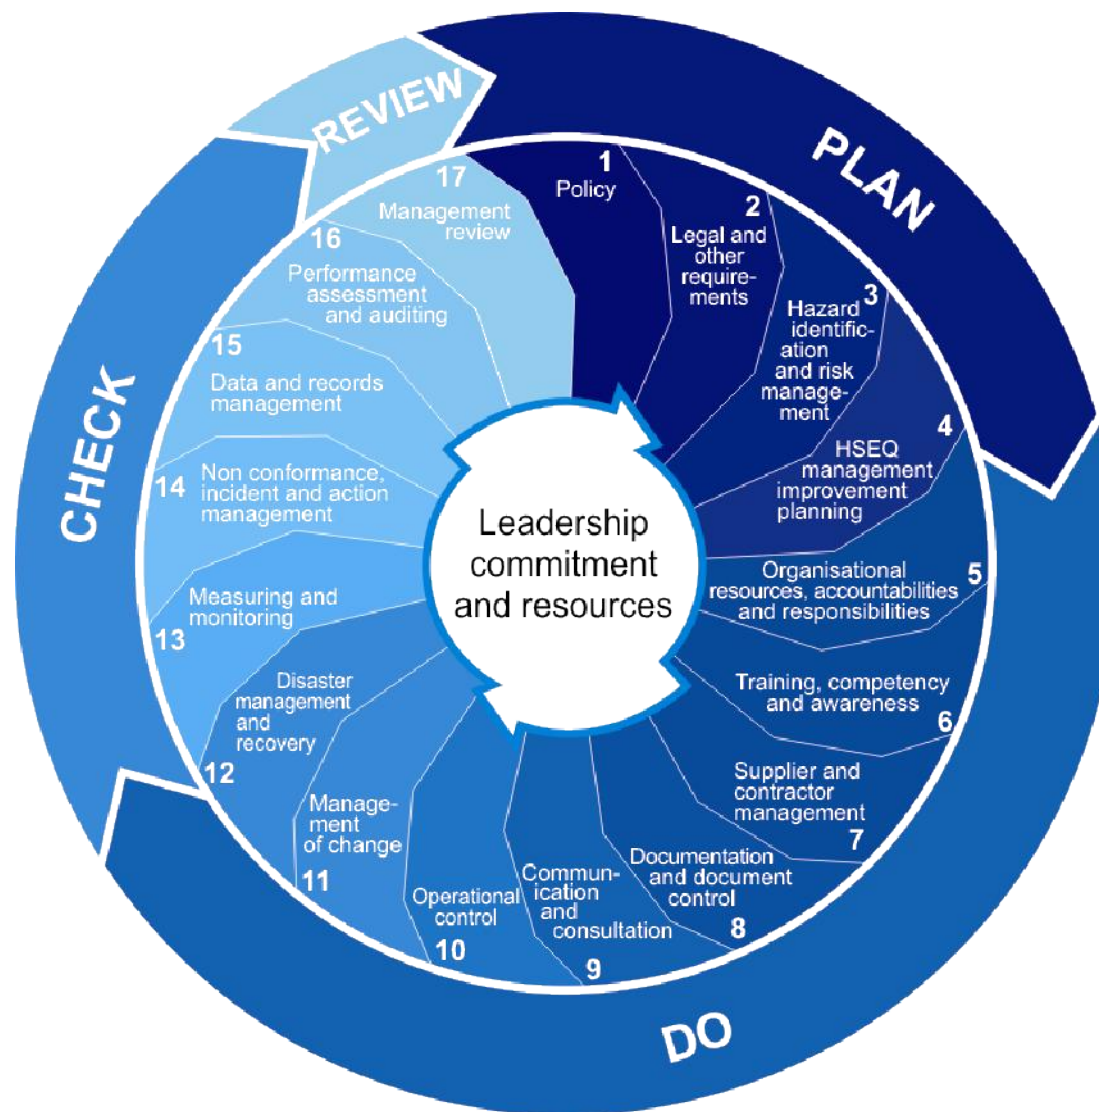 REVIEW
PLAN
DO
CHECK
1
Policy
2
Legal and
other
require-
ments
3
Hazard
identific-
ation
and risk
manage-
ment
4
HSEQ
management
improvement
planning
5
Organisational
resources, accountabilities
and responsibilities
Training, competency
and awareness
6
Supplier and
contractor
management
7
Documentation
and document
control
8
Commun-
ication
and
consultation
9
Operational
control
10
Manage-
ment
of change
11
Disaster
management
and
recovery
12
Measuring and
monitoring
13
Non conformance,
incident and action
management
14
15
Data and records
management
16
Performance
assessment
and auditing
17
Management
review
Leadership
commitment
and resources